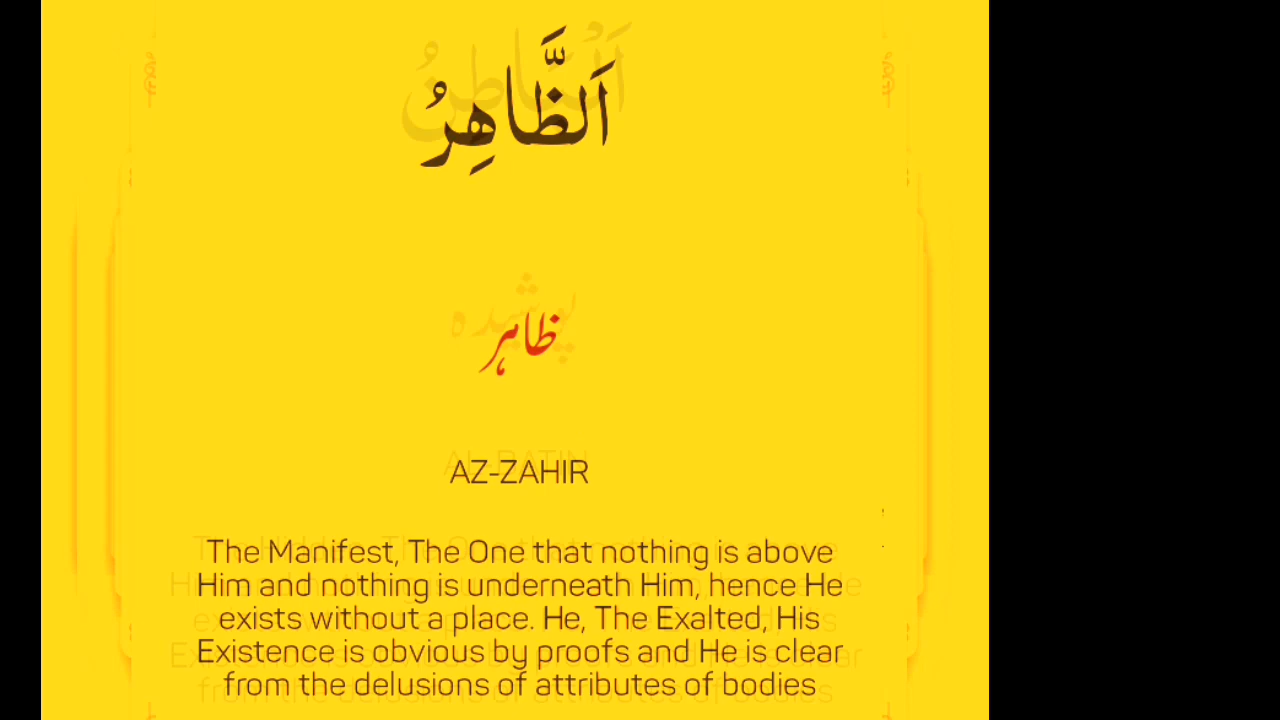 اَلظَّاهِرُ
ظاہر
AZ-ZAHIR
The Manifest, The One that nothing is above
Him and nothing is underneath Him, hence He
exists without a place. He, The Exalted, His
Existence is obvious by proofs and He is clear
from the delusions of attributes of bodies